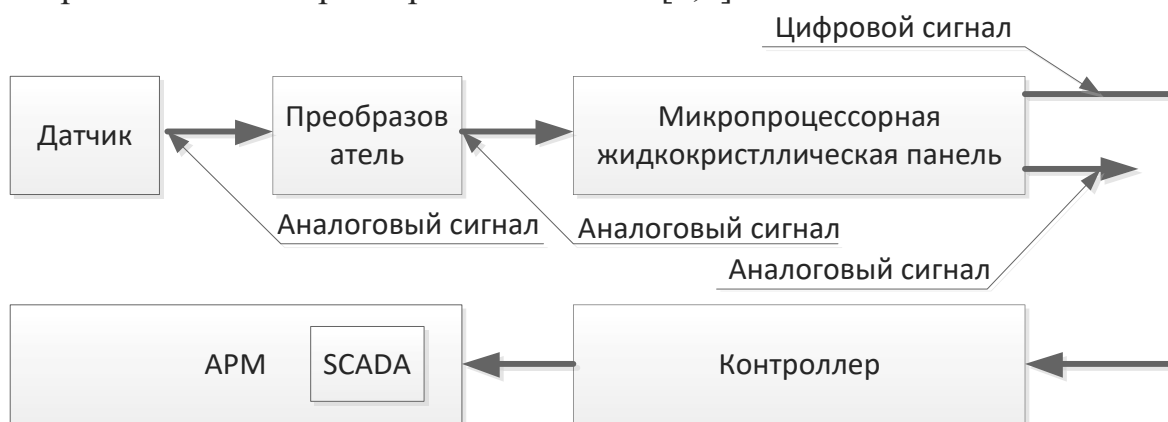 Цифровой сигнал
Датчик
Преобразов
атель
Микропроцессорная
жидкокристллическая панель
Аналоговый сигнал
Аналоговый сигнал
Аналоговый сигнал
АРМ
SCADA
Контроллер